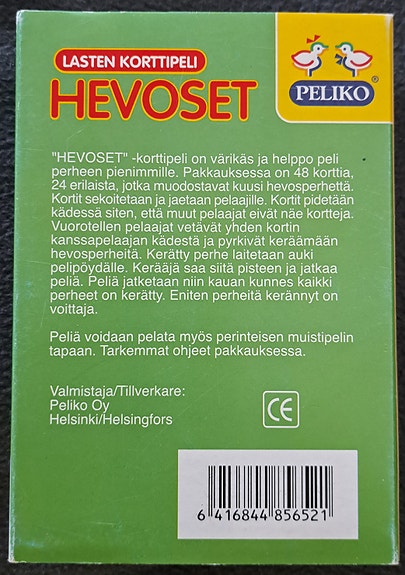 LASTEN KORTTIPELI
HEVOSET
PELIKO®
"HEVOSET" -korttipeli on värikäs ja helppo peli
perheen pienimmille. Pakkauksessa on 48 korttia,
24 erilaista, jotka muodostavat kuusi hevosperhettä.
Kortit sekoitetaan ja jaetaan pelaajille. Kortit pidetään
kädessä siten, että muut pelaajat eivät näe kortteja.
Vuorotellen pelaajat vetävät yhden kortin
kanssapelaajan kädestä ja pyrkivät keräämään
hevosperheitä. Kerätty perhe laitetaan auki
pelipöydälle. Kerääjä saa siitä pisteen ja jatkaa
peliä. Peliä jatketaan niin kauan kunnes kaikki
perheet on kerätty. Eniten perheitä kerännyt on
voittaja.
Peliä voidaan pelata myös perinteisen muistipelin
tapaan. Tarkemmat ohjeet pakkauksessa.
Valmistaja/Tillverkare:
Peliko Oy
Helsinki/Helsingfors
CE
6 416844 856521